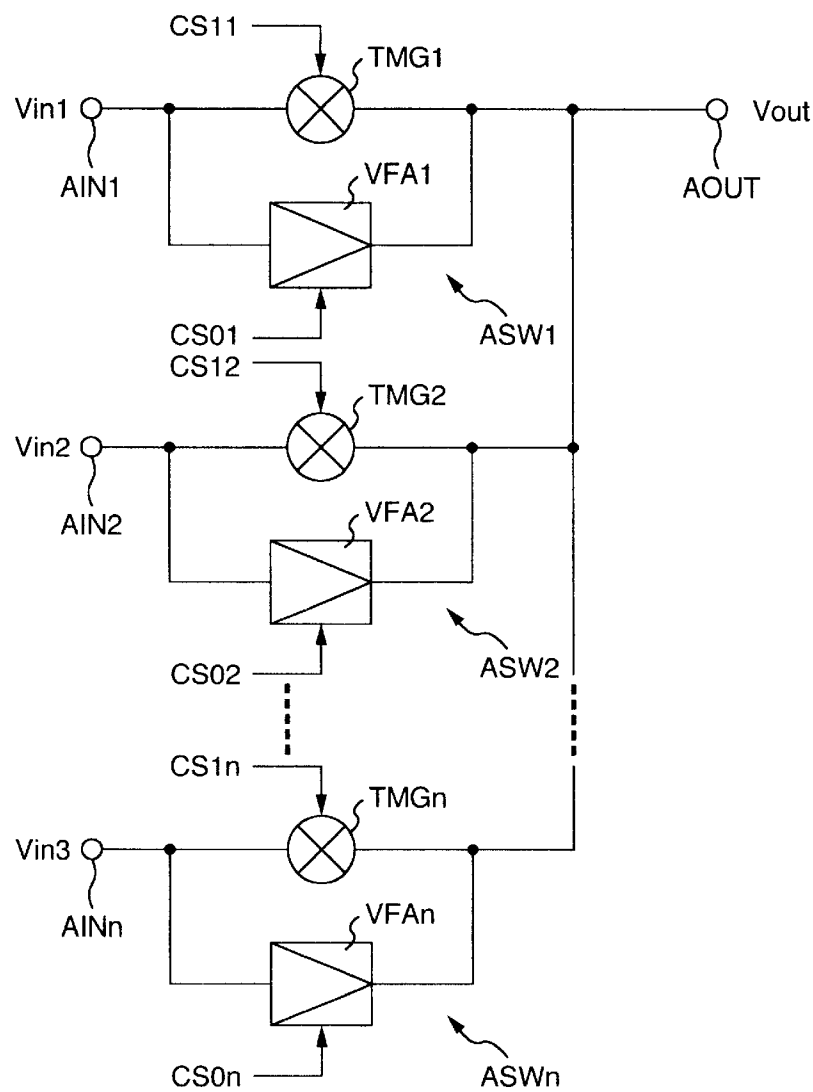 CS11
TMG1
Vin1
Vout
AIN1
VFA1
AOUT
CS01
ASW1
CS12
TMG2
Vin2
AIN2
VFA2
CS02
ASW2
CS1n
TMGn
Vin3
AINn
VFAn
CS0n
ASWn